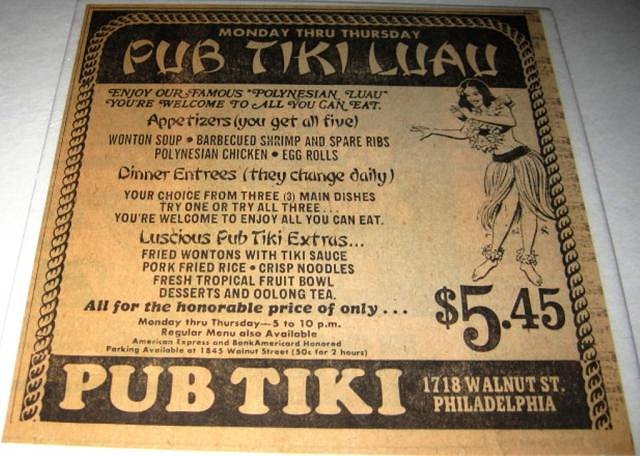 MONDAY THRU THURSDAY
PUB TIKI LUAU
ENJOY OUR FAMOUS "POLYNESIAN LUAU"
YOU'RE WELCOME TO ALL YOU CAN EAT.
Appetizers (you get all five)
WONTON SOUP • BARBECUED SHRIMP AND SPARE RIBS
POLYNESIAN CHICKEN • EGG ROLLS
Dinner Entrees (they change daily)
YOUR CHOICE FROM THREE (3) MAIN DISHES
TRY ONE OR TRY ALL THREE...
YOU'RE WELCOME TO ENJOY ALL YOU CAN EAT.
Luscious Pub Tiki Extras...
FRIED WONTONS WITH TIKI SAUCE
PORK FRIED RICE • CRISP NOODLES
FRESH TROPICAL FRUIT BOWL
DESSERTS AND OOLONG TEA.
All for the honorable price of only...
$5.45
Monday thru Thursday—5 to 10 p.m.
Regular Menu also Available
American Express and BankAmericard Honored
Parking Available at 1845 Walnut Street (50c for 2 hours)
PUB TIKI
1718 WALNUT ST.
PHILADELPHIA